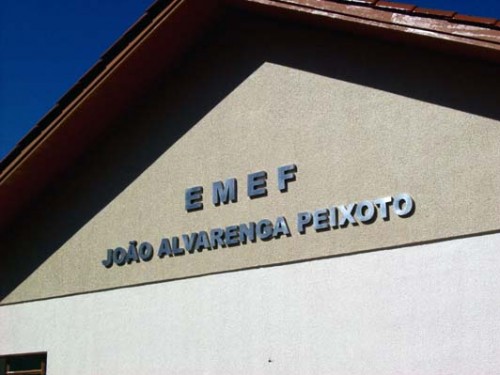 EMEF
JOÃO ALVARENGA PEIXOTO